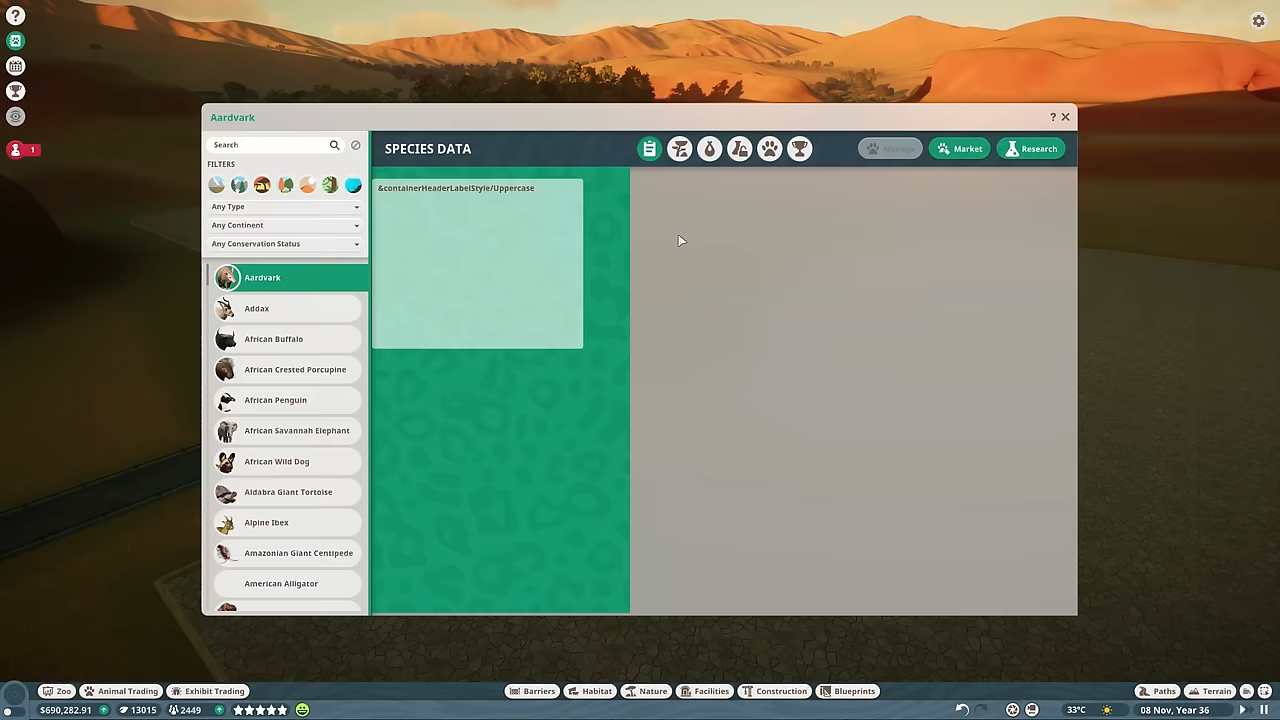 ?
Aardvark
?
Search
FILTERS
Any Type
Any Continent
Any Conservation Status
SPECIES DATA
Manage
Market
Research
&containerHeaderLabelStyle/Uppercase
1
Aardvark
Addax
African Buffalo
African Crested Porcupine
African Penguin
African Savannah Elephant
African Wild Dog
Aldabra Giant Tortoise
Alpine Ibex
Amazonian Giant Centipede
American Alligator
Zoo
Animal Trading
Exhibit Trading
Barriers
Habitat
Nature
Facilities
Construction
Blueprints
Paths
Terrain
$690,282.91
13015
2449
33°C
08 Nov, Year 36